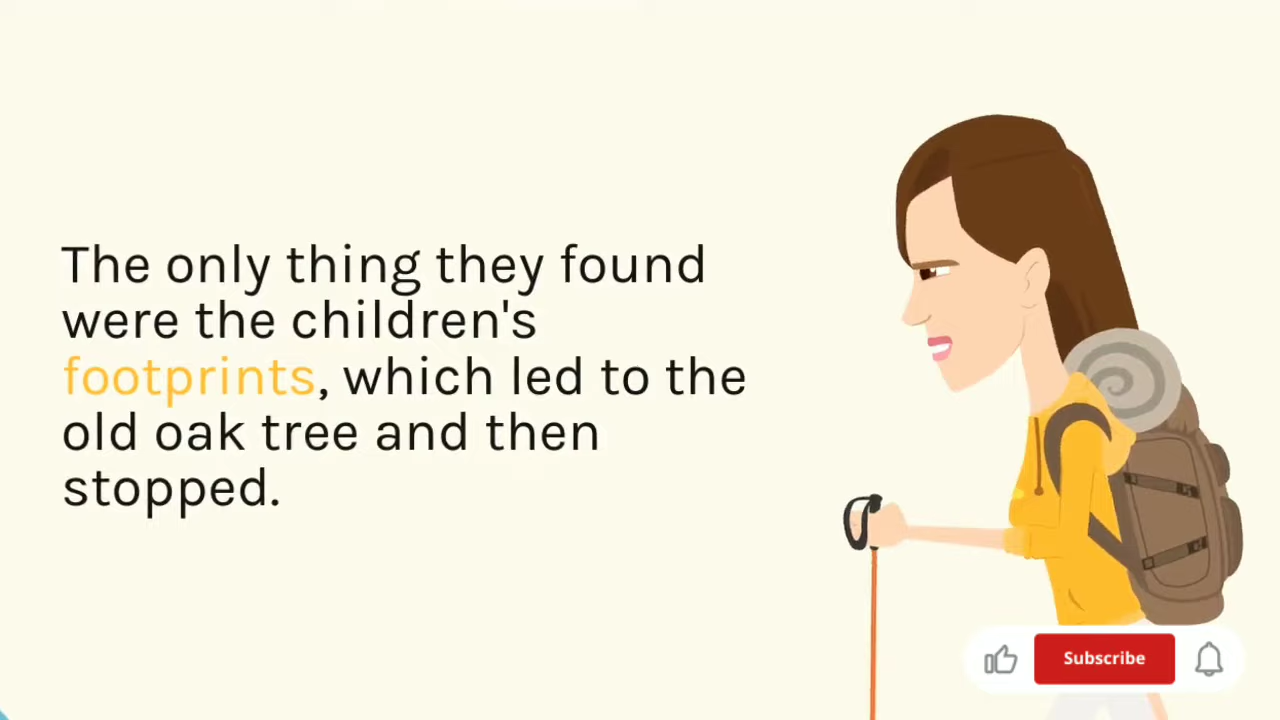 The only thing they found
were the children's
footprints, which led to the
old oak tree and then
stopped.
Subscribe